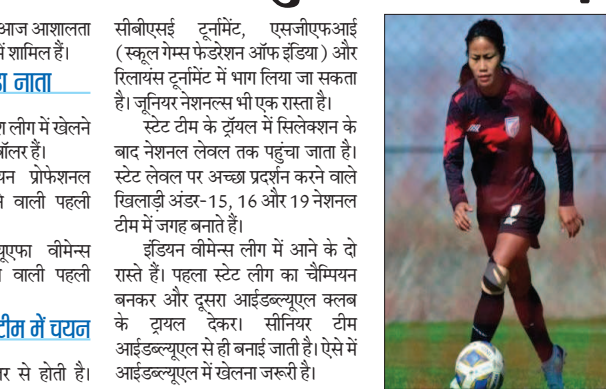 आज आशालता
में शामिल हैं।
नाता
लीग में खेलने
प्रोफेशनल
वाली पहली
वीमेन्स
वाली पहली
टीम में चयन
से होती है।
सीबीएसई टूर्नामेंट, एसजीएफआई
(स्कूल गेम्स फेडरेशन ऑफ इंडिया) और
रिलायंस टूर्नामेंट में भाग लिया जा सकता
है। जूनियर नेशनल्स भी एक रास्ता है।
स्टेट टीम के ट्रॉयल में सिलेक्शन के
बाद नेशनल लेवल तक पहुंचा जाता है।
स्टेट लेवल पर अच्छा प्रदर्शन करने वाले
खिलाड़ी अंडर-15, 16 और 19 नेशनल
टीम में जगह बनाते हैं।
इंडियन वीमेन्स लीग में आने के दो
रास्ते हैं। पहला स्टेट लीग का चैम्पियन
बनकर और दूसरा आईडब्ल्यूएल क्लब
के ट्रायल देकर। सीनियर टीम
आईडब्ल्यूएल से ही बनाई जाती है। ऐसे में
आईडब्ल्यूएल में खेलना जरूरी है।